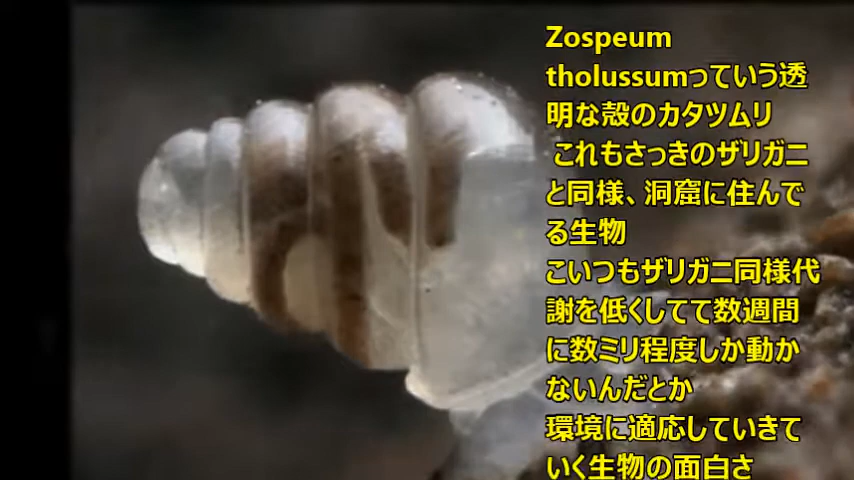 Zospeum
tholussumっていう透
明な殻のカタツムリ
これもさっきのザリガニ
と同様、洞窟に住んで
る生物
こいつもザリガニ同様代
謝を低くしてて数週間
に数ミリ程度しか動か
ないんだとか
環境に適応していきて
いく生物の面白さ